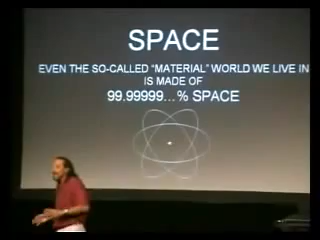 SPACE
EVEN THE SO-CALLED "MATERIAL" WORLD WE LIVE IN
IS MADE OF
99.99999...% SPACE